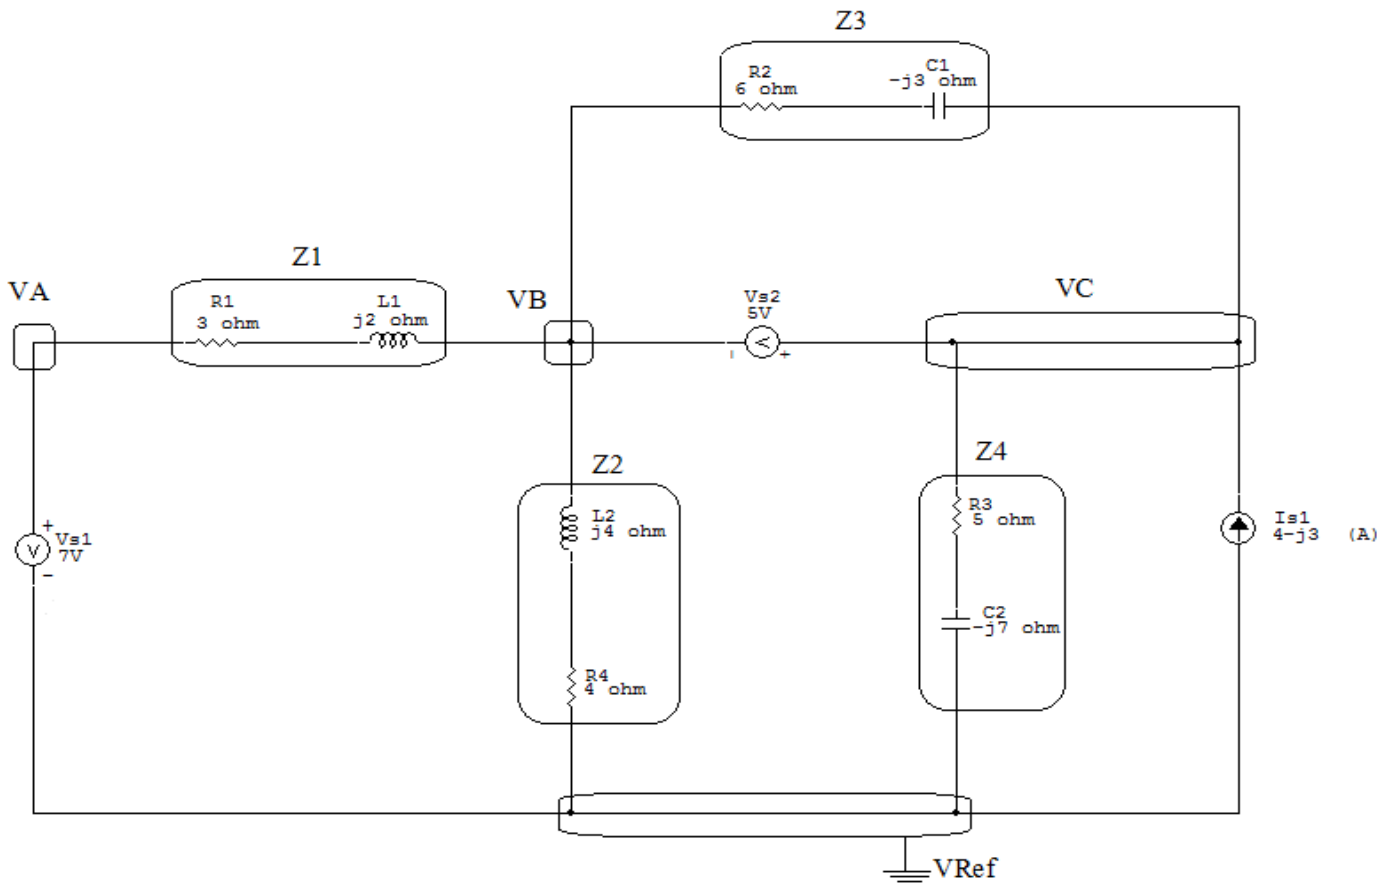 Z3
R2
6 ohm
C1
-j3 ohm
Z1
VA
R1
3 ohm
L1
j2 ohm
VB
Vs2
5V
<
-
+
VC
Z2
L2
j4 ohm
R4
4 ohm
Z4
R3
5 ohm
C2
-j7 ohm
+
V
-
Vs1
7V
Is1
4-j3 (A)
VRef